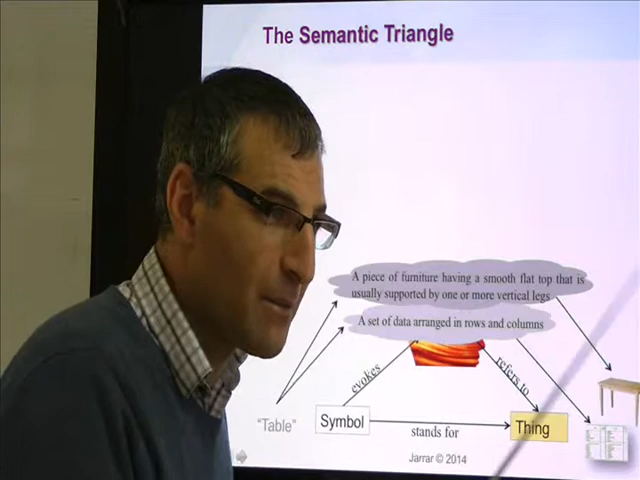 The Semantic Triangle
A piece of furniture having a smooth flat top that is
usually supported by one or more vertical legs
A set of data arranged in rows and columns
evokes
refers to
"Table"
Symbol
stands for
Thing
Jarrar © 2014